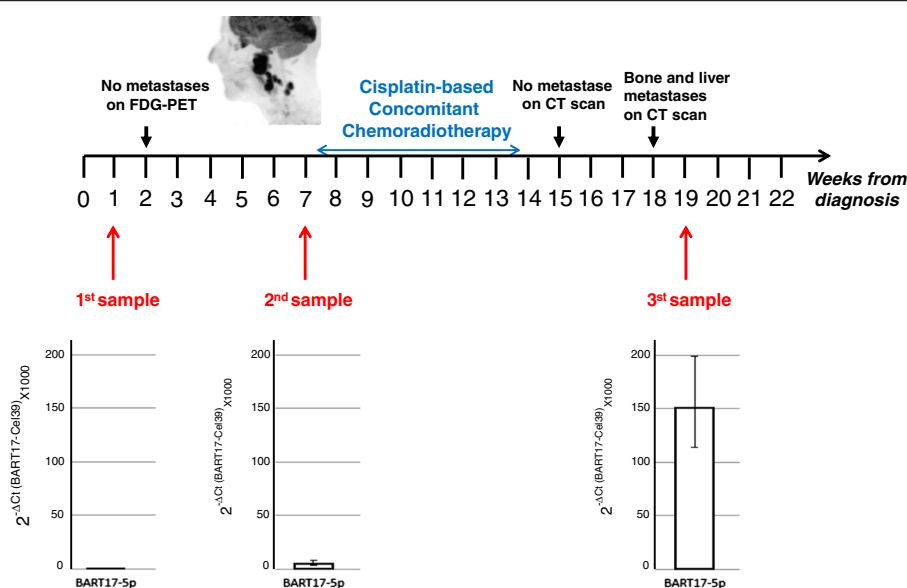 No metastases
on FDG-PET
Cisplatin-based
Concomitant
Chemoradiotherapy
No metastase
on CT scan
Bone and liver
metastases
on CT scan
0 1 2 3 4 5 6 7 8 9 10 11 12 13 14 15 16 17 18 19 20 21 22
Weeks from
diagnosis
1st sample
2nd sample
3st sample
2-ΔCt (BART17-Cel39)X1000
200
150
100
50
0
BART17-5p
2-ΔCt (BART17-Cel39)X1000
200
150
100
50
0
BART17-5p
2-ΔCt (BART17-Cel39)X1000
200
150
100
50
0
BART17-5p